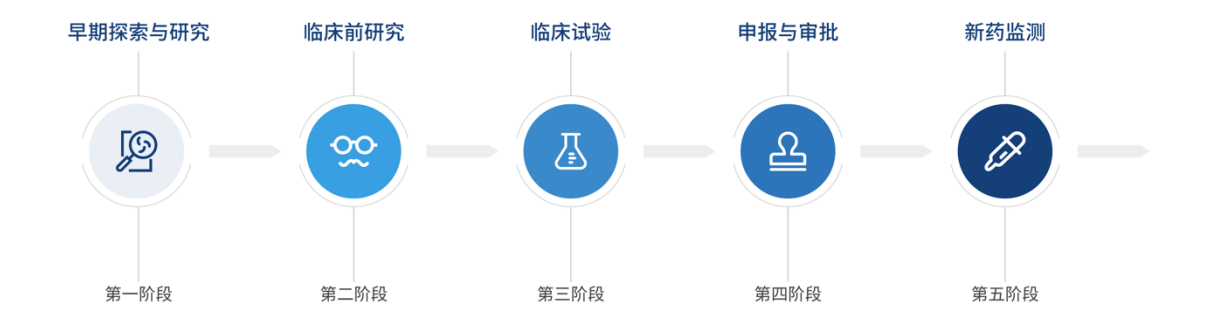 早期探索与研究
临床前研究
临床试验
申报与审批
新药监测
第一阶段
第二阶段
第三阶段
第四阶段
第五阶段